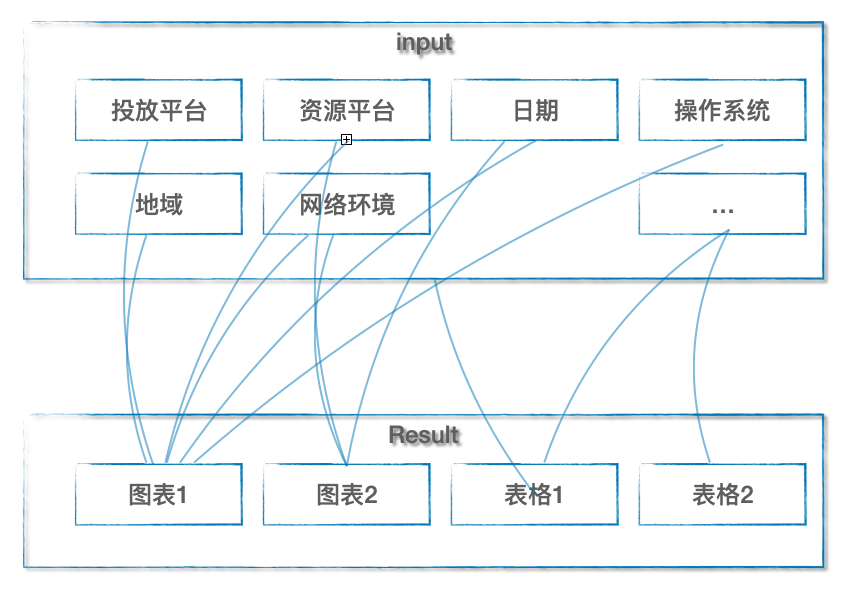 input
投放平台
资源平台
日期
操作系统
地域
网络环境
...
Result
图表1
图表2
表格1
表格2